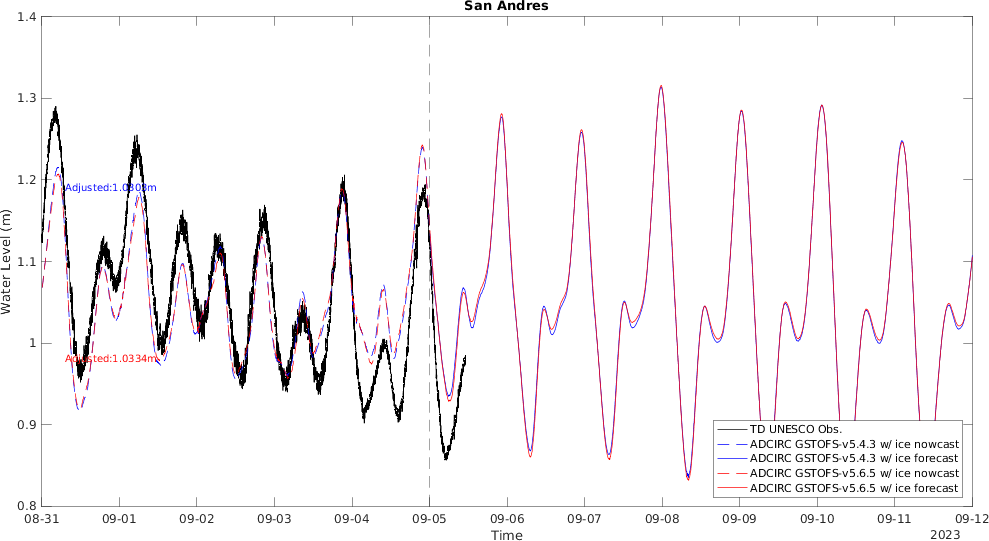 San Andres
1.4
1.3
1.2
1.1
1
0.9
0.8
Water Level (m)
Adjusted:1.0303m
Adjusted:1.0334m
TD UNESCO Obs.
ADCIRC GSTOFS-v5.4.3 w/ ice nowcast
ADCIRC GSTOFS-v5.4.3 w/ ice forecast
ADCIRC GSTOFS-v5.6.5 w/ ice nowcast
ADCIRC GSTOFS-v5.6.5 w/ ice forecast
08-31 09-01 09-02 09-03 09-04 09-05 09-06 09-07 09-08 09-09 09-10 09-11 09-12
Time
2023